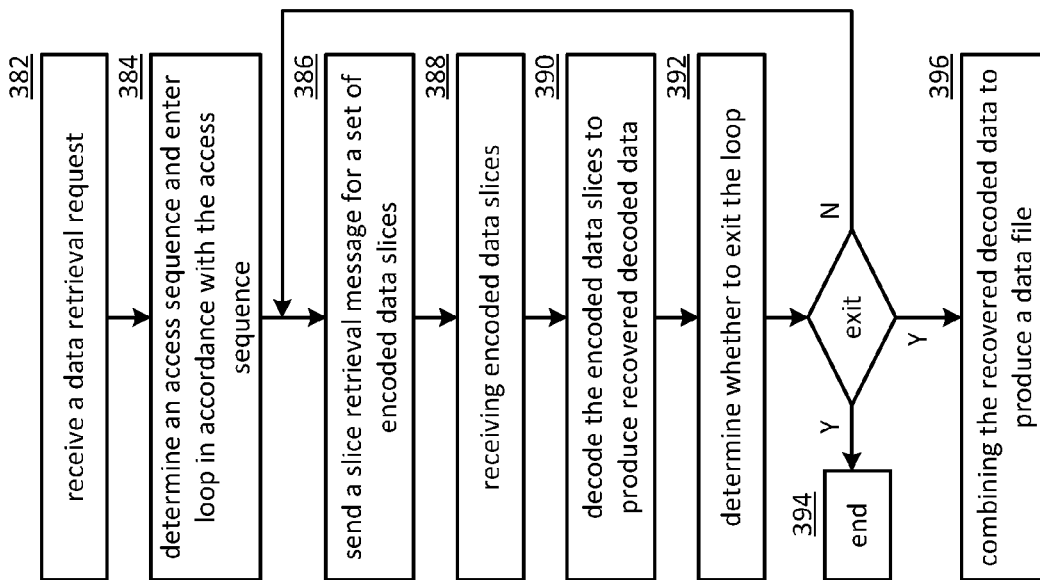 382
receive a data retrieval request
384
determine an access sequence and enter
loop in accordance with the access
sequence
386
send a slice retrieval message for a set of
encoded data slices
388
receiving encoded data slices
390
decode the encoded data slices to
produce recovered decoded data
392
determine whether to exit the loop
exit
N
Y
Y
394
end
396
combining the recovered decoded data to
produce a data file